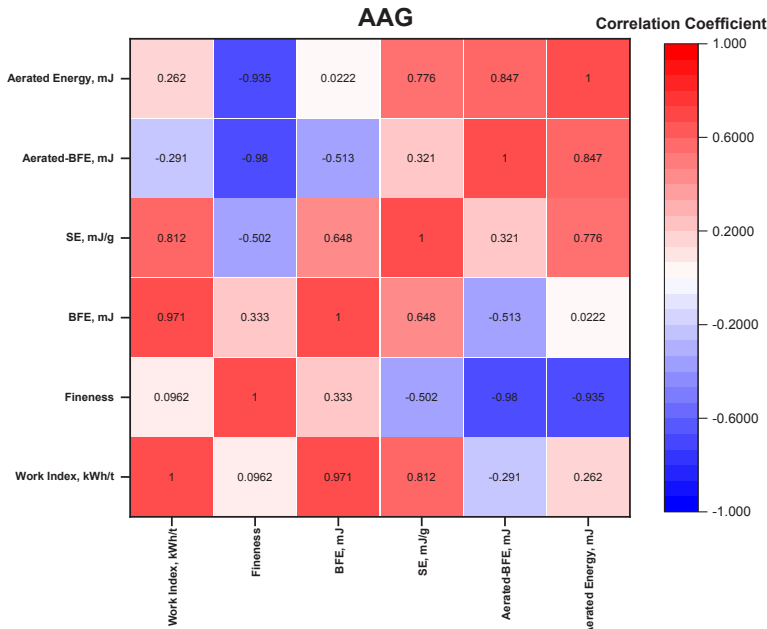 AAG
Correlation Coefficient
Aerated Energy, mJ 0.262 -0.935 0.0222 0.776 0.847 1
Aerated-BFE, mJ -0.291 -0.98 -0.513 0.321 1 0.847
SE, mJ/g 0.812 -0.502 0.648 1 0.321 0.776
BFE, mJ 0.971 0.333 1 0.648 -0.513 0.0222
Fineness 0.0962 1 0.333 -0.502 -0.98 -0.935
Work Index, kWh/t 1 0.0962 0.971 0.812 -0.291 0.262
Work Index, kWh/t
Fineness
BFE, mJ
SE, mJ/g
Aerated-BFE, mJ
Aerated Energy, mJ
1.000
0.6000
0.2000
-0.2000
-0.6000
-1.000